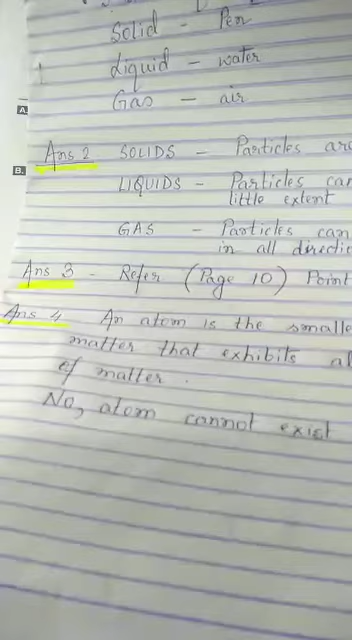 Solid - Pen
Liquid - water
Gas - air
A.
Ans 2 SOLIDS - Particles are
B.
LIQUIDS - Particles can
little extent
GAS - Particles can
in all directio
Ans 3 - Refer (Page 10) Point
Ans 4 An atom is the smalle
matter that exhibits al
of matter.
No, atom cannot exist